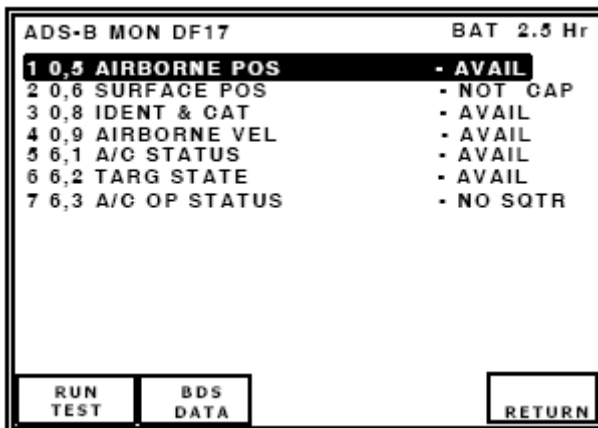 ADS-B MON DF17 BAT 2.5 Hr
1 0,5 AIRBORNE POS - AVAIL
2 0,6 SURFACE POS - NOT CAP
3 0,8 IDENT & CAT - AVAIL
4 0,9 AIRBORNE VEL - AVAIL
5 6,1 A/C STATUS - AVAIL
6 6,2 TARG STATE - AVAIL
7 6,3 A/C OP STATUS - NO SQTR
RUN TEST
BDS DATA
RETURN